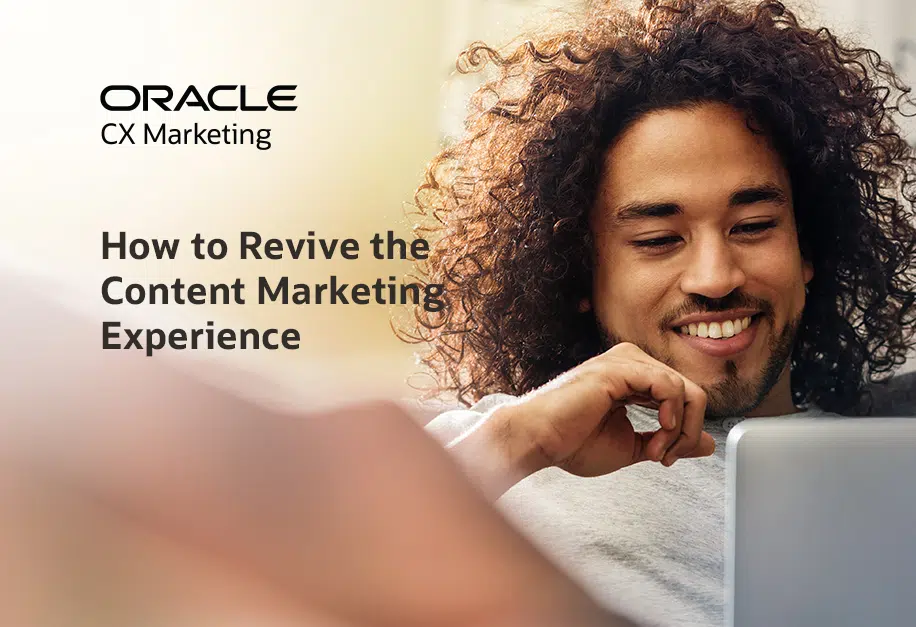 ORACLE
CX Marketing
How to Revive the
Content Marketing
Experience